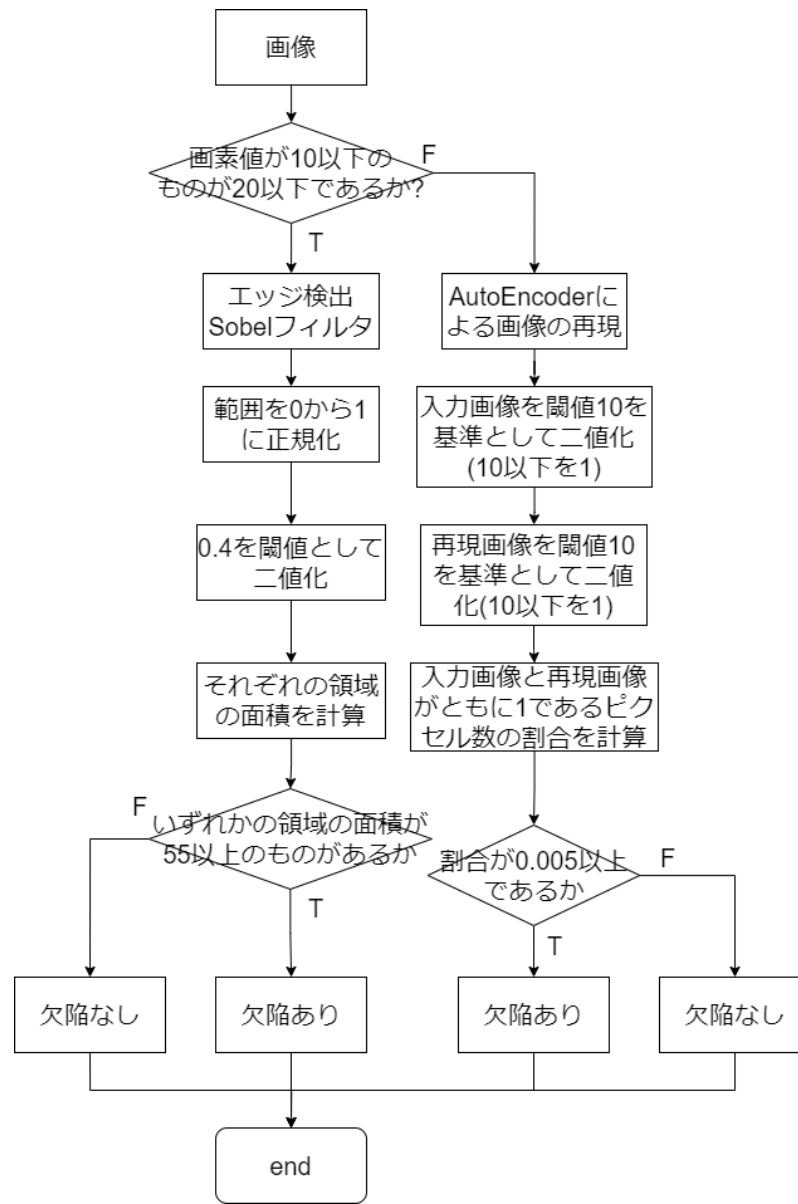 画像
画素値が10以下の
ものが20以下であるか?
F
T
エッジ検出
Sobelフィルタ
範囲を0から1
に正規化
0.4を閾値として
二値化
それぞれの領域
の面積を計算
F
いずれかの領域の面積が
55以上のものがあるか
T
欠陥なし
欠陥あり
AutoEncoderに
よる画像の再現
入力画像を閾値10を
基準として二値化
(10以下を1)
再現画像を閾値10
を基準として二値
化(10以下を1)
入力画像と再現画像
がともに1であるピク
セル数の割合を計算
割合が0.005以上
であるか
F
T
欠陥あり
欠陥なし
end